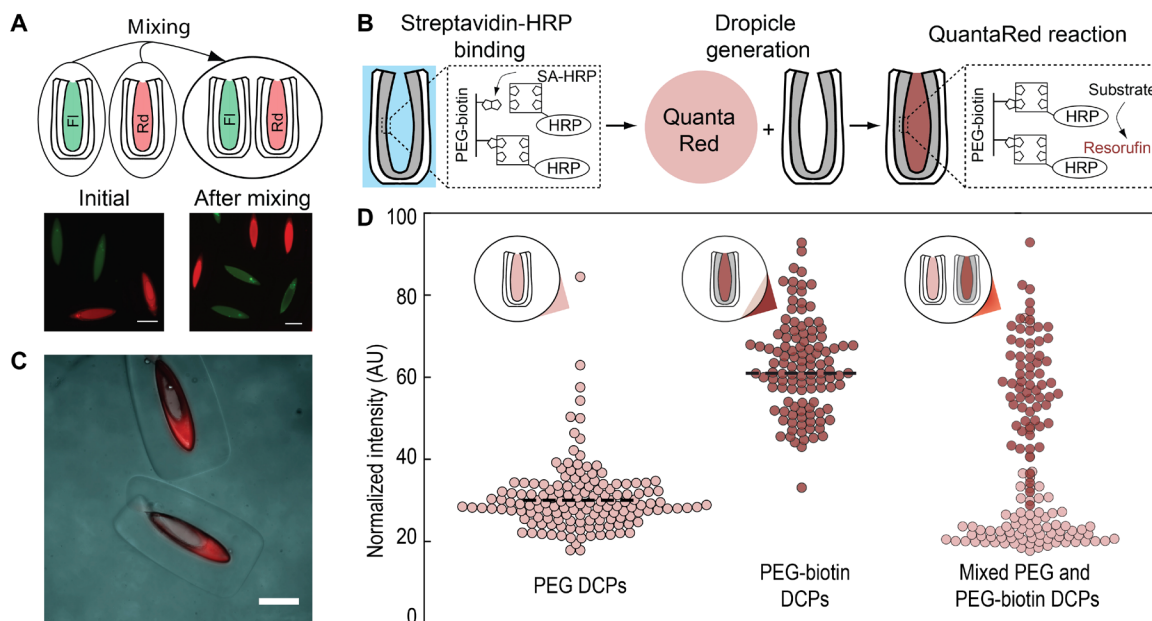 A
Mixing
Fl
Rd
Fl
Rd
Initial
After mixing
B
Streptavidin-HRP
binding
Dropicle
generation
QuantaRed reaction
PEG-biotin
SA-HRP
HRP
HRP
Quanta
Red
+
PEG-biotin
HRP
HRP
Substrate
Resorufin
C
D
Normalized intensity (AU)
100
80
60
40
20
0
PEG DCPs
PEG-biotin
DCPs
Mixed PEG and
PEG-biotin DCPs